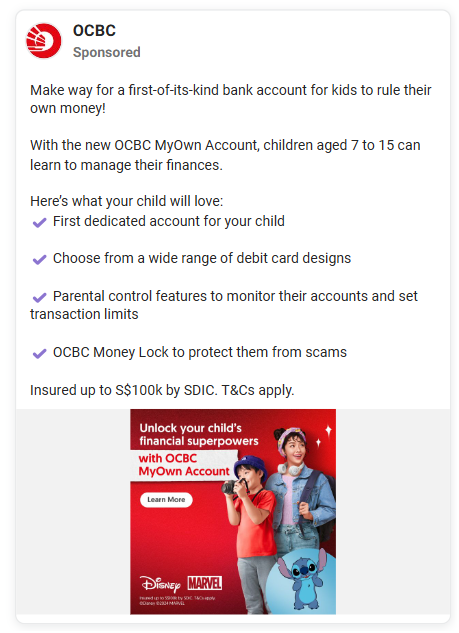 OCBC
Sponsored
Make way for a first-of-its-kind bank account for kids to rule their
own money!
With the new OCBC MyOwn Account, children aged 7 to 15 can
learn to manage their finances.
Here’s what your child will love:
First dedicated account for your child
Choose from a wide range of debit card designs
Parental control features to monitor their accounts and set
transaction limits
OCBC Money Lock to protect them from scams
Insured up to S$100k by SDIC. T&Cs apply.
Unlock your child’s
financial superpowers
with OCBC
MyOwn Account
Learn More
Disney MARVEL
Insured up to S$100k by SDIC. T&Cs apply.
©Disney ©2024 MARVEL